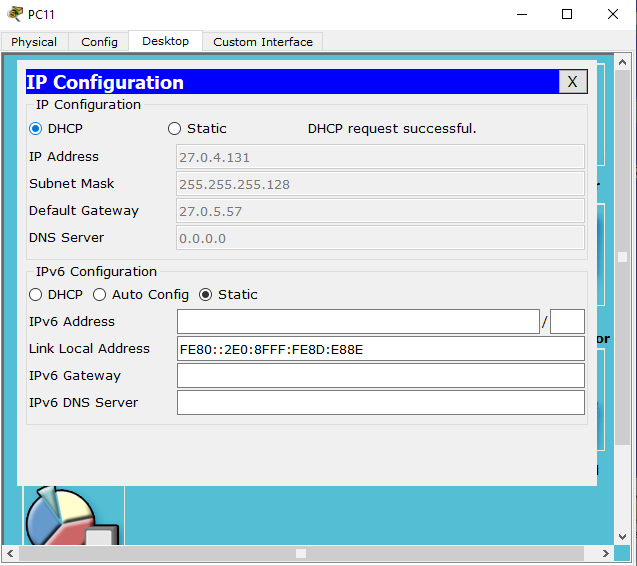 PC11
Physical Config Desktop Custom Interface
IP Configuration X
IP Configuration
DHCP Static DHCP request successful.
IP Address 27.0.4.131
Subnet Mask 255.255.255.128
Default Gateway 27.0.5.57
DNS Server 0.0.0.0
IPv6 Configuration
DHCP Auto Config Static
IPv6 Address /
Link Local Address FE80::2E0:8FFF:FE8D:E88E
IPv6 Gateway
IPv6 DNS Server